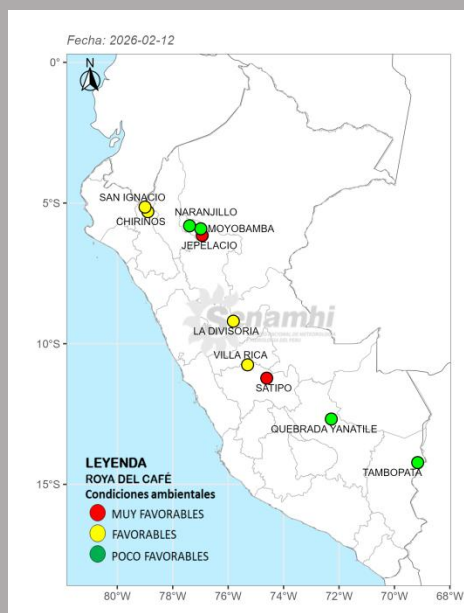 Fecha: 2026-02-12
N
0°
5°S
10°S
15°S
SAN IGNACIO
CHIRINOS
NARANJILLO
MOYOBAMBA
JEPELACIO
Senamhi
LA DIVISORIA
VILLA RICA
SATIPO
QUEBRADA YANATILE
TAMBOPATA
LEYENDA
ROYA DEL CAFÉ
Condiciones ambientales
MUY FAVORABLES
FAVORABLES
POCO FAVORABLES
80°W 78°W 76°W 74°W 72°W 70°W 68°W